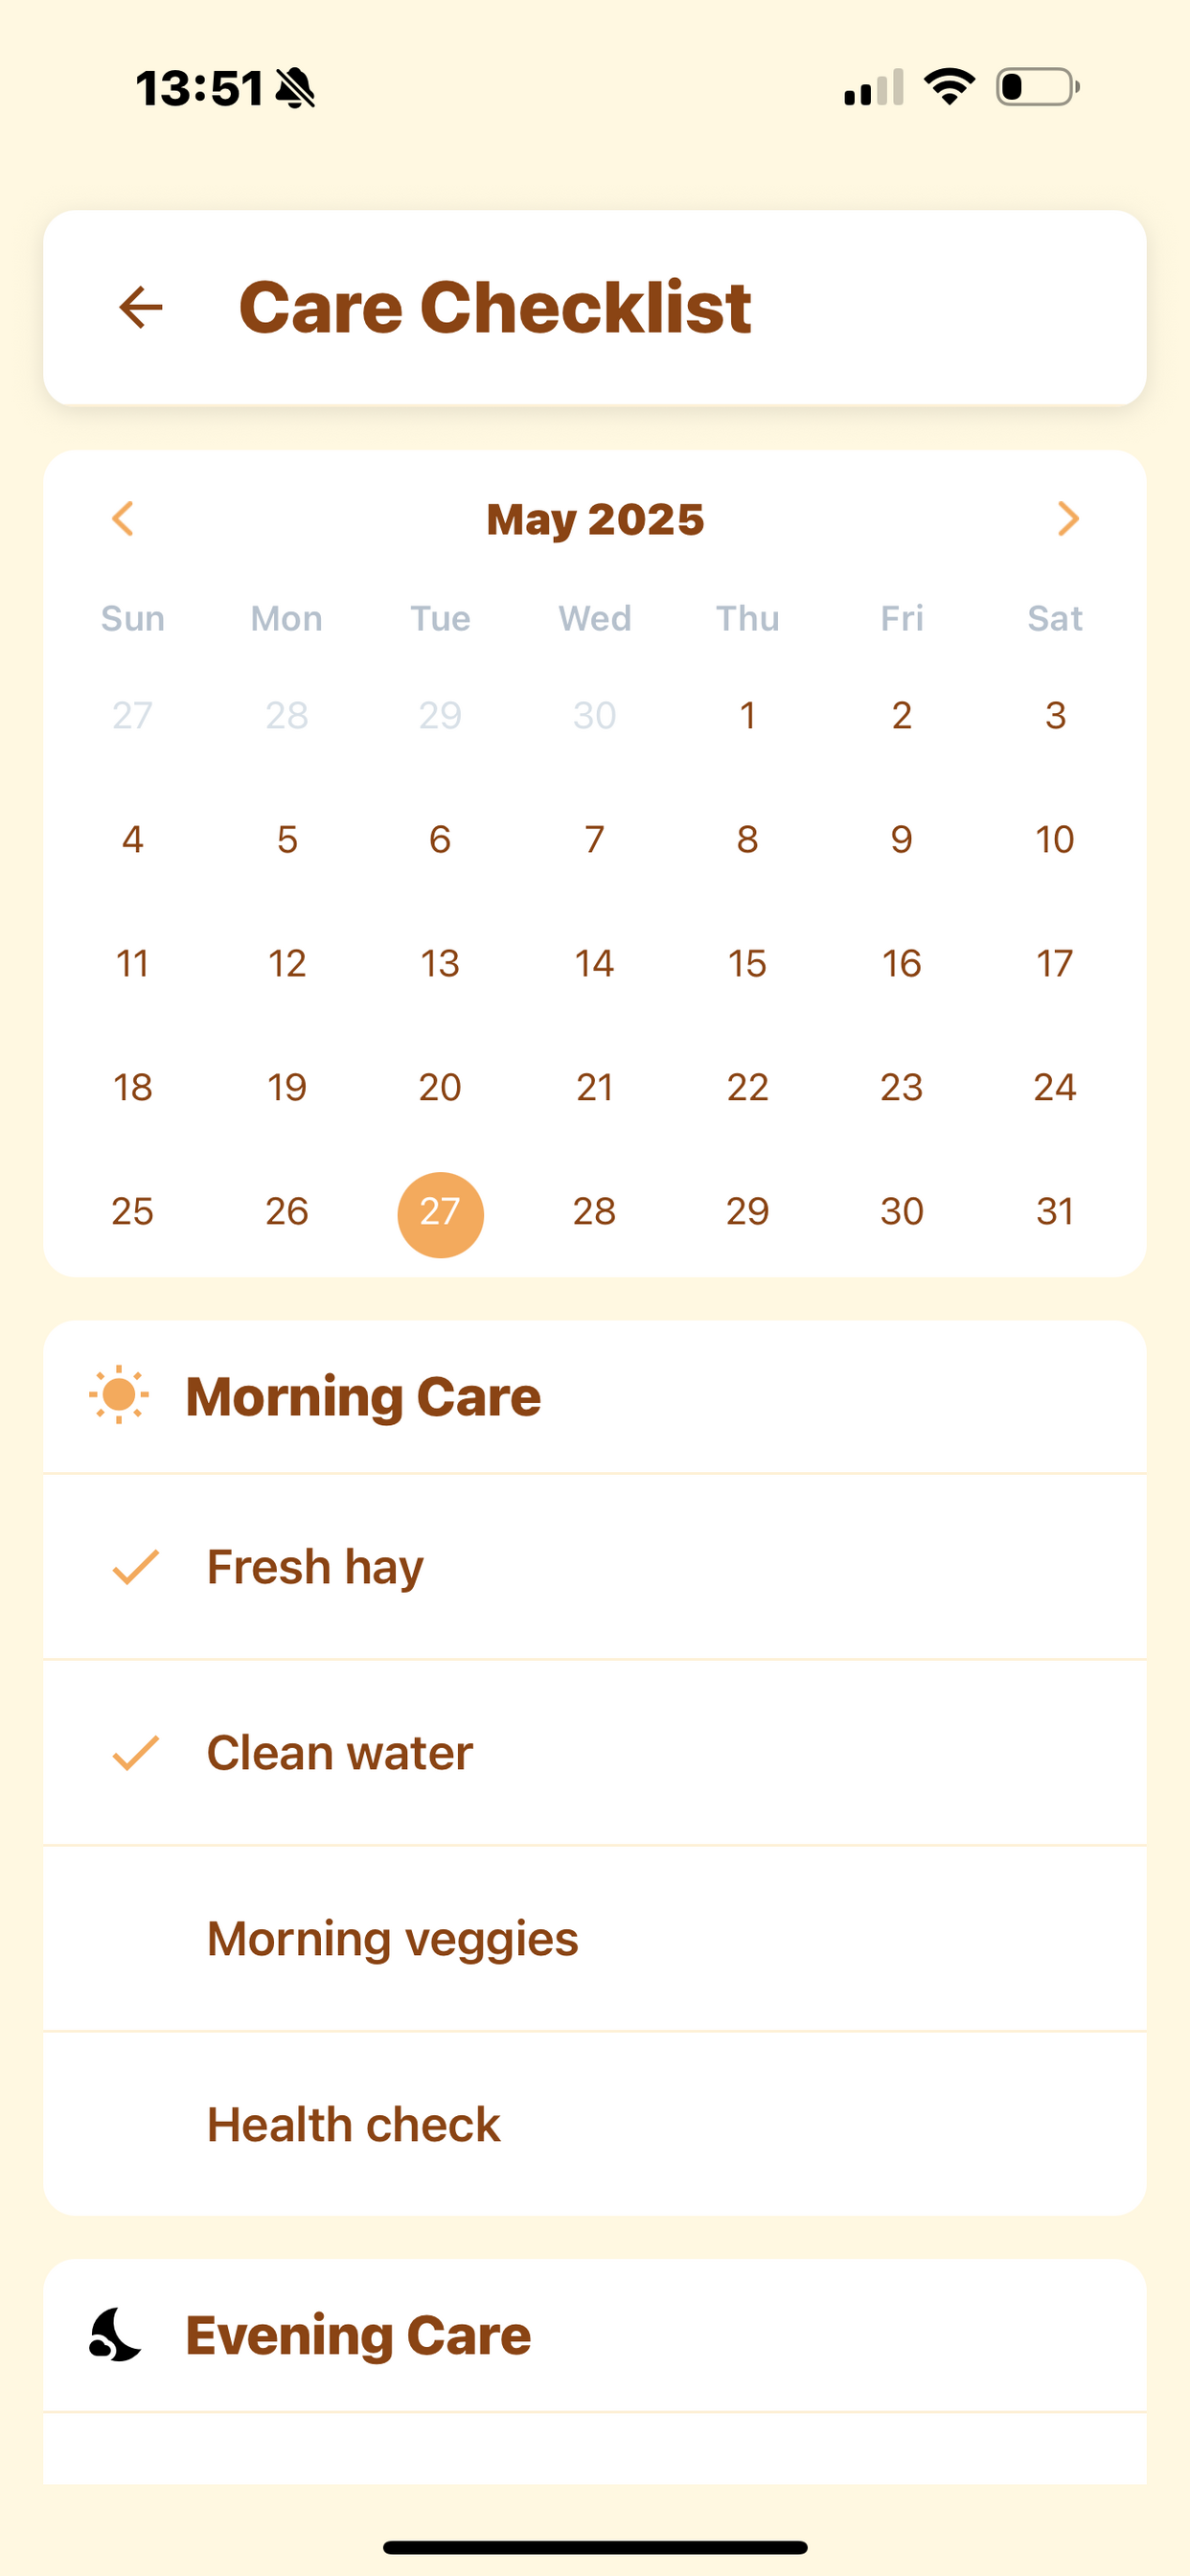 13:51
Care Checklist
May 2025
Sun Mon Tue Wed Thu Fri Sat
27 28 29 30 1 2 3
4 5 6 7 8 9 10
11 12 13 14 15 16 17
18 19 20 21 22 23 24
25 26 27 28 29 30 31
Morning Care
Fresh hay
Clean water
Morning veggies
Health check
Evening Care